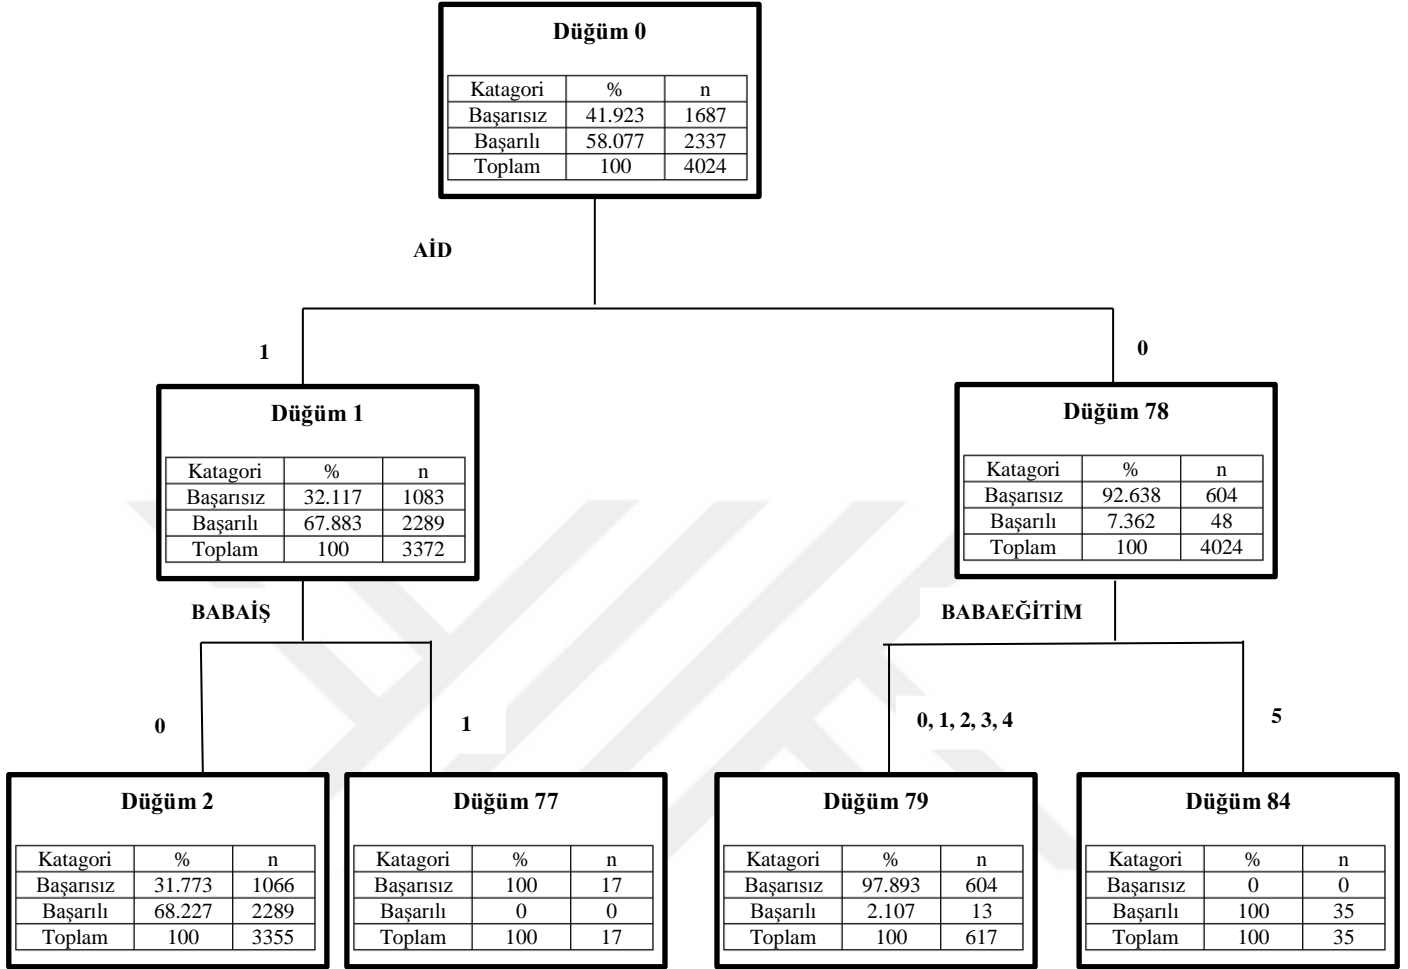 Düğüm 0
Katagori % n
Başarısız 41.923 1687
Başarılı 58.077 2337
Toplam 100 4024
AİD
1
0
Düğüm 1
Katagori % n
Başarısız 32.117 1083
Başarılı 67.883 2289
Toplam 100 3372
Düğüm 78
Katagori % n
Başarısız 92.638 604
Başarılı 7.362 48
Toplam 100 4024
BABAİŞ
BABAEĞİTİM
0
1
0, 1, 2, 3, 4
5
Düğüm 2
Katagori % n
Başarısız 31.773 1066
Başarılı 68.227 2289
Toplam 100 3355
Düğüm 77
Katagori % n
Başarısız 100 17
Başarılı 0 0
Toplam 100 17
Düğüm 79
Katagori % n
Başarısız 97.893 604
Başarılı 2.107 13
Toplam 100 617
Düğüm 84
Katagori % n
Başarısız 0 0
Başarılı 100 35
Toplam 100 35